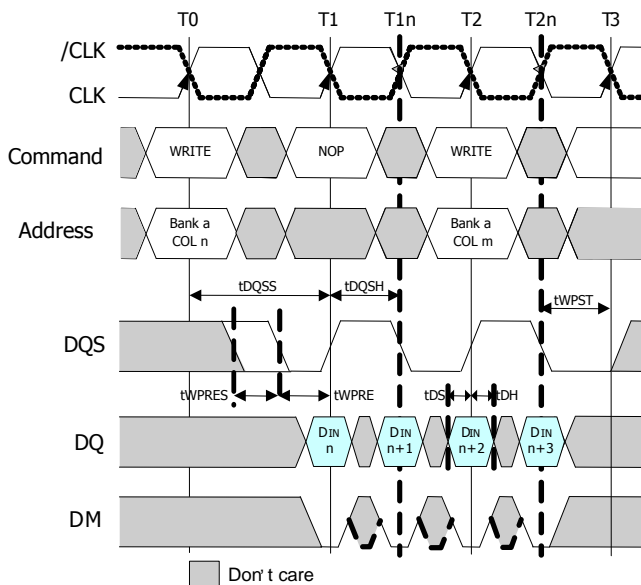 T0 T1 T1n T2 T2n T3
/CLK
CLK
Command WRITE NOP WRITE
Address Bank a COL n Bank a COL m
tDQSS tDQSH tWPST
DQS
tWPRES tWPRE tDS tDH
DQ DIN n DIN n+1 DIN n+2 DIN n+3
DM
Don't care